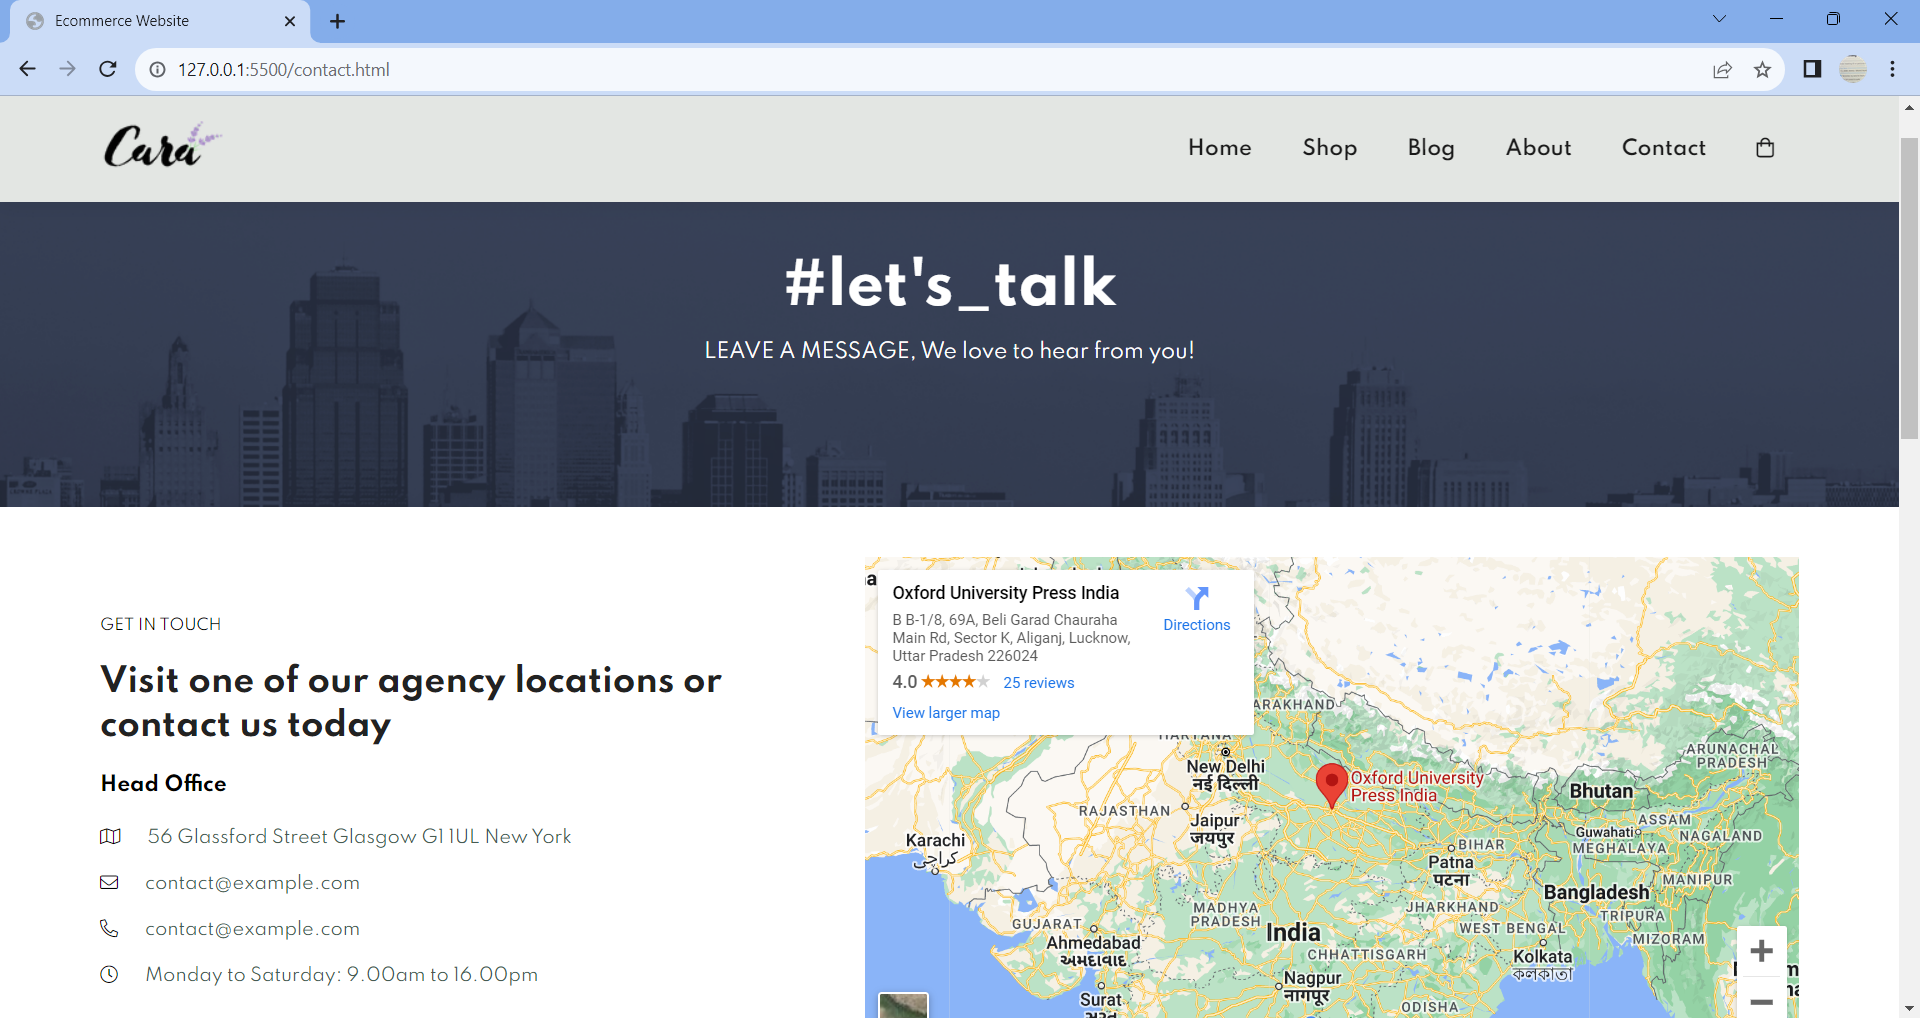 Ecommerce Website
127.0.0.1:5500/contact.html
Cara
Home Shop Blog About Contact
#let's_talk
LEAVE A MESSAGE, We love to hear from you!
GET IN TOUCH
Visit one of our agency locations or
contact us today
Head Office
56 Glassford Street Glasgow G1 1UL New York
contact@example.com
contact@example.com
Monday to Saturday: 9.00am to 16.00pm
Oxford University Press India
B B-1/8, 69A, Beli Garad Chauraha
Main Rd, Sector K, Aliganj, Lucknow,
Uttar Pradesh 226024
4.0 25 reviews
View larger map
Directions
ARAKHAND
HARYANA
New Delhi
नई दिल्ली
Oxford University
Press India
RAJASTHAN
Jaipur
जयपुर
Karachi
کراچی
ARUNACHAL
PRADESH
Bhutan
ASSAM
Guwahati
NAGALAND
MEGHALAYA
BIHAR
Patna
पटना
MANIPUR
Bangladesh
MADHYA
PRADESH
JHARKHAND
TRIPURA
GUJARAT
India
WEST BENGAL
MIZORAM
Ahmedabad
અમદાવાદ
CHHATTISGARH
Kolkata
কলকাতা
Nagpur
नागपूर
Surat
ODISHA